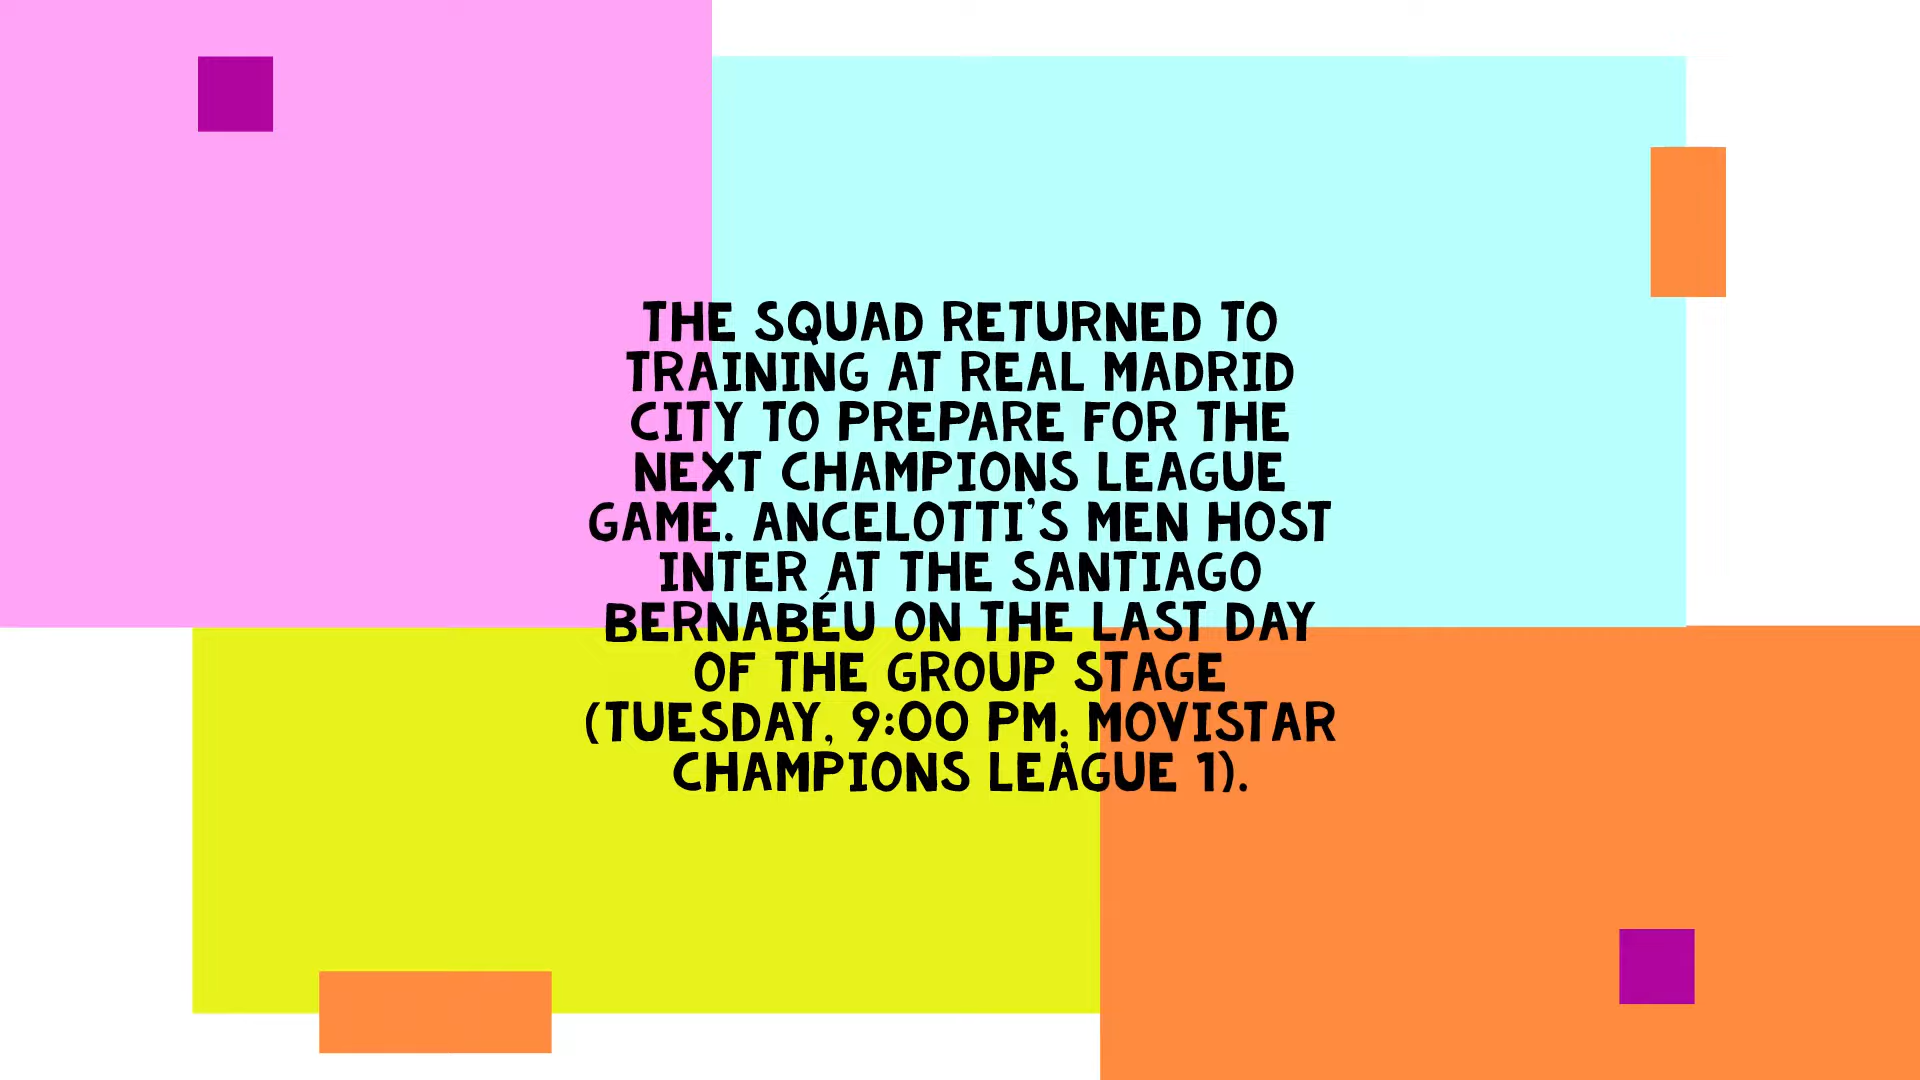 THE SQUAD RETURNED TO
TRAINING AT REAL MADRID
CITY TO PREPARE FOR THE
NEXT CHAMPIONS LEAGUE
GAME. ANCELOTTI'S MEN HOST
INTER AT THE SANTIAGO
BERNABÉU ON THE LAST DAY
OF THE GROUP STAGE
(TUESDAY, 9:00 PM; MOVISTAR
CHAMPIONS LEAGUE 1).